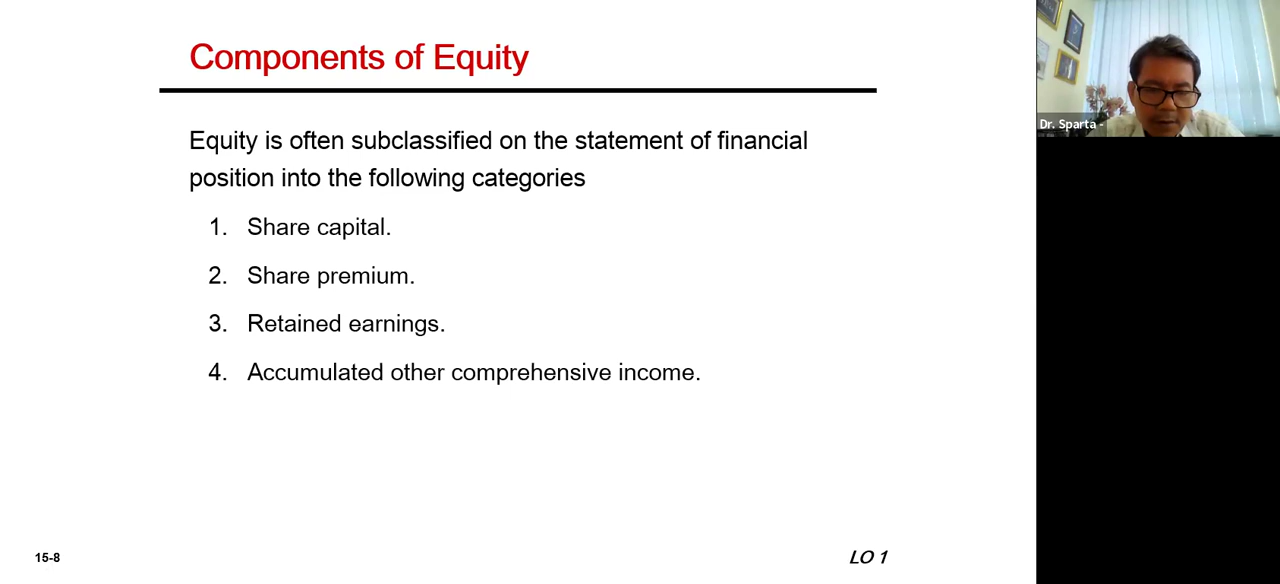 Components of Equity
Equity is often subclassified on the statement of financial
position into the following categories
1. Share capital.
2. Share premium.
3. Retained earnings.
4. Accumulated other comprehensive income.
15-8
LO 1
Dr. Sparta -